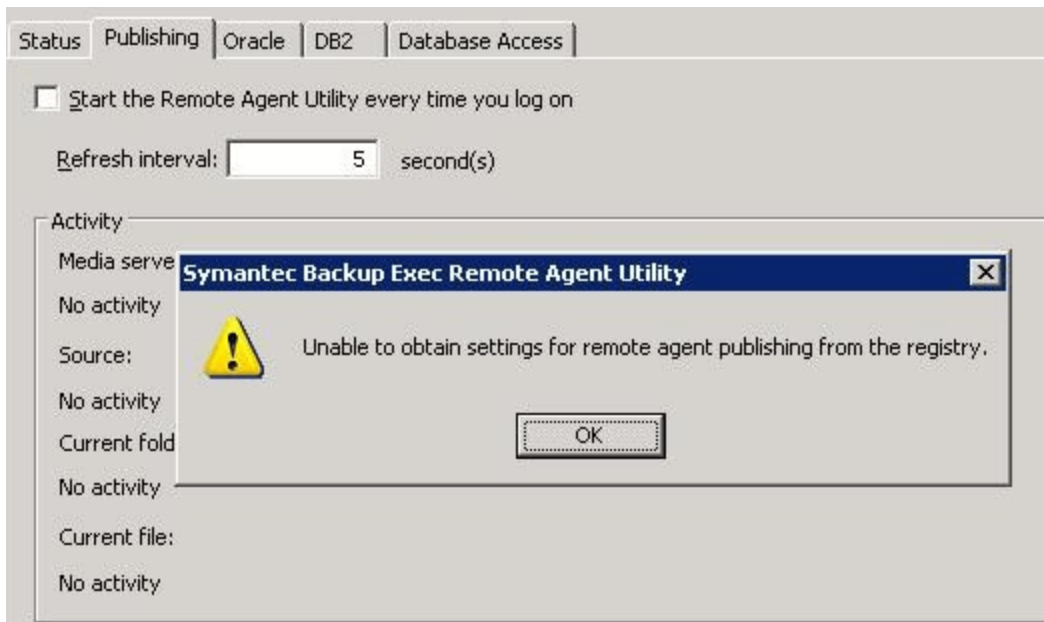 Status Publishing Oracle DB2 Database Access
Start the Remote Agent Utility every time you log on
Refresh interval: 5 second(s)
Activity
Media serve
Symantec Backup Exec Remote Agent Utility
No activity
Unable to obtain settings for remote agent publishing from the registry.
Source:
No activity
OK
Current fold
No activity
Current file:
No activity